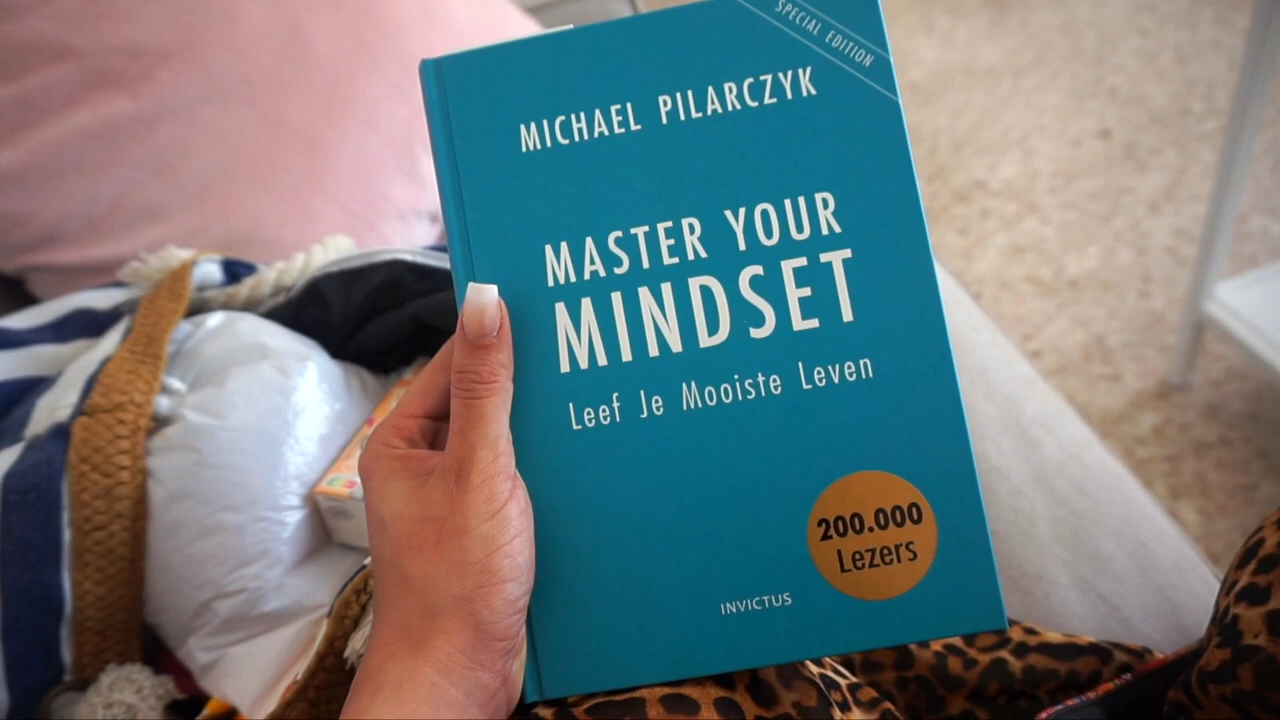 SPECIAL EDITION
MICHAEL PILARCZYK
MASTER YOUR
MINDSET
Leef Je Mooiste Leven
200.000
Lezers
INVICTUS